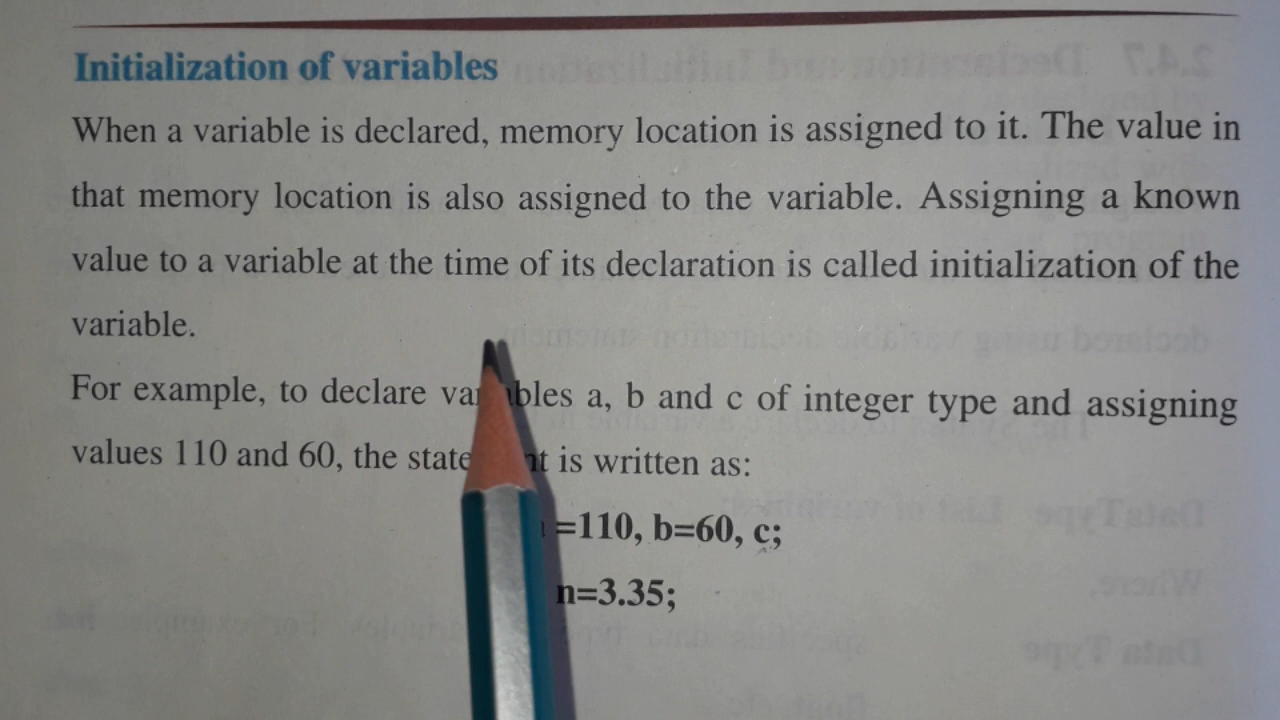 Initialization of variables
When a variable is declared, memory location is assigned to it. The value in
that memory location is also assigned to the variable. Assigning a known
value to a variable at the time of its declaration is called initialization of the
variable.
For example, to declare variables a, b and c of integer type and assigning
values 110 and 60, the statement is written as:
=110, b=60, c;
n=3.35;